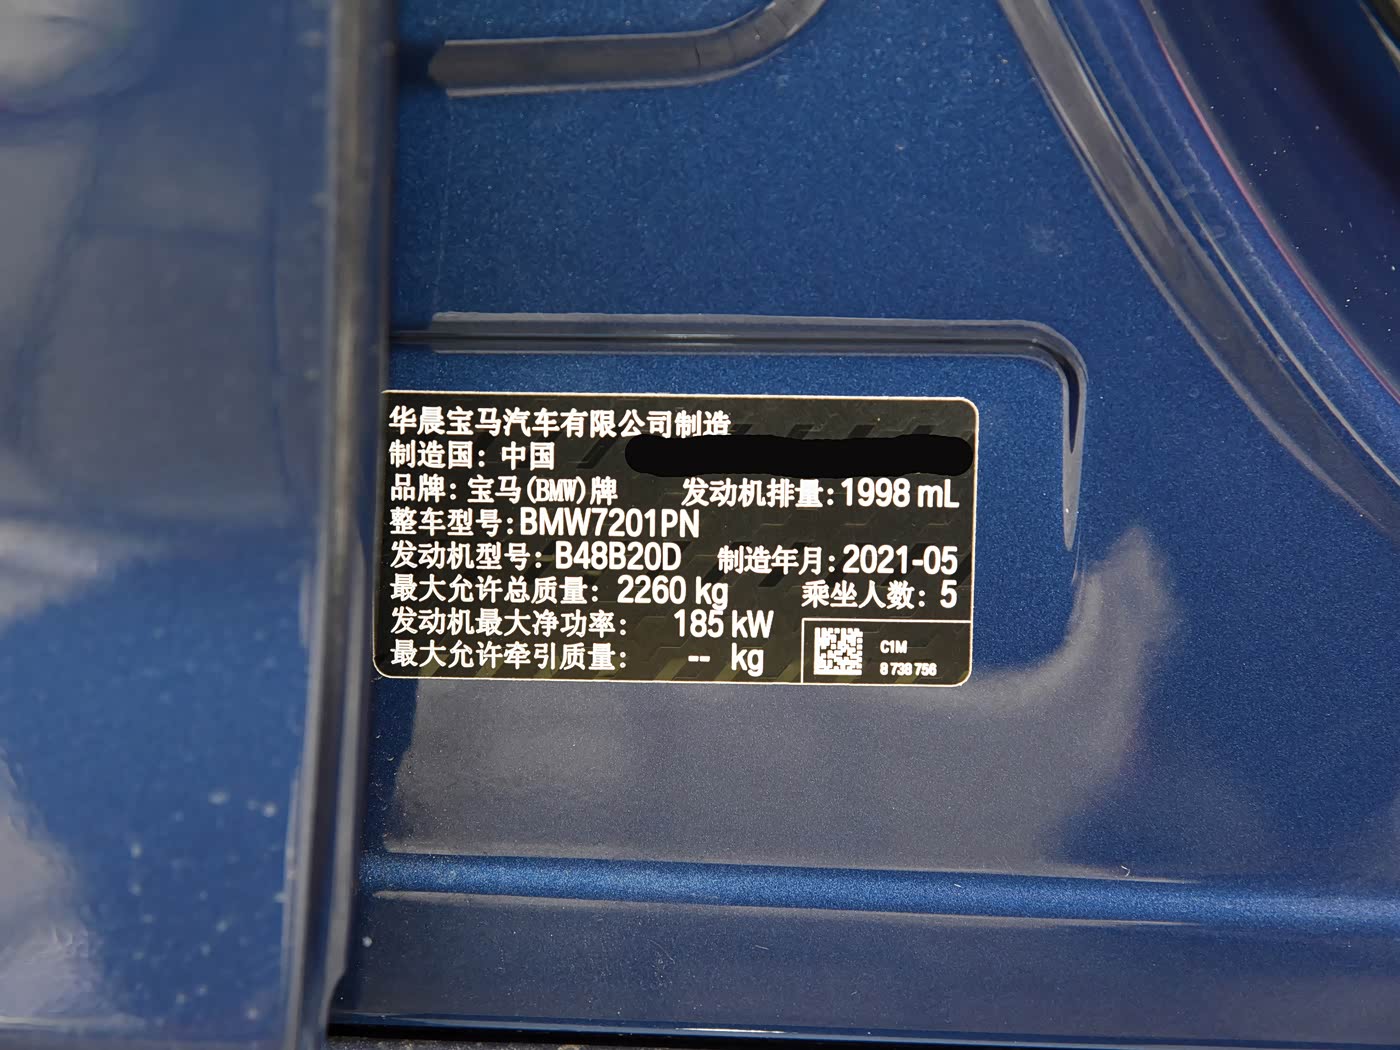 华晨宝马汽车有限公司制造
制造国：中国
品牌：宝马(BMW)牌 发动机排量：1998 mL
整车型号：BMW7201PN
发动机型号：B48B20D 制造年月：2021-05
最大允许总质量：2260 kg 乘坐人数：5
发动机最大净功率：185 kW
最大允许牵引质量：-- kg
C1M
8 738 756